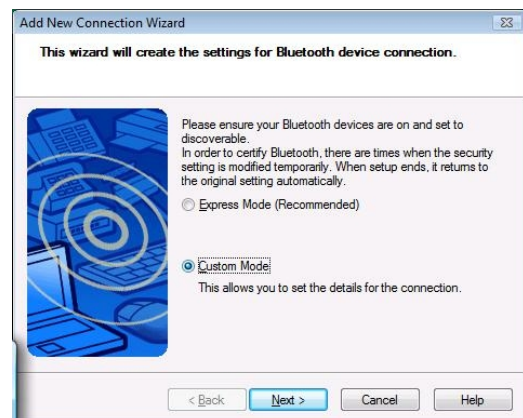 Add New Connection Wizard
This wizard will create the settings for Bluetooth device connection.
Please ensure your Bluetooth devices are on and set to
discoverable.
In order to certify Bluetooth, there are times when the security
setting is modified temporarily. When setup ends, it returns to
the original setting automatically.
Express Mode (Recommended)
Custom Mode
This allows you to set the details for the connection.
< Back Next > Cancel Help